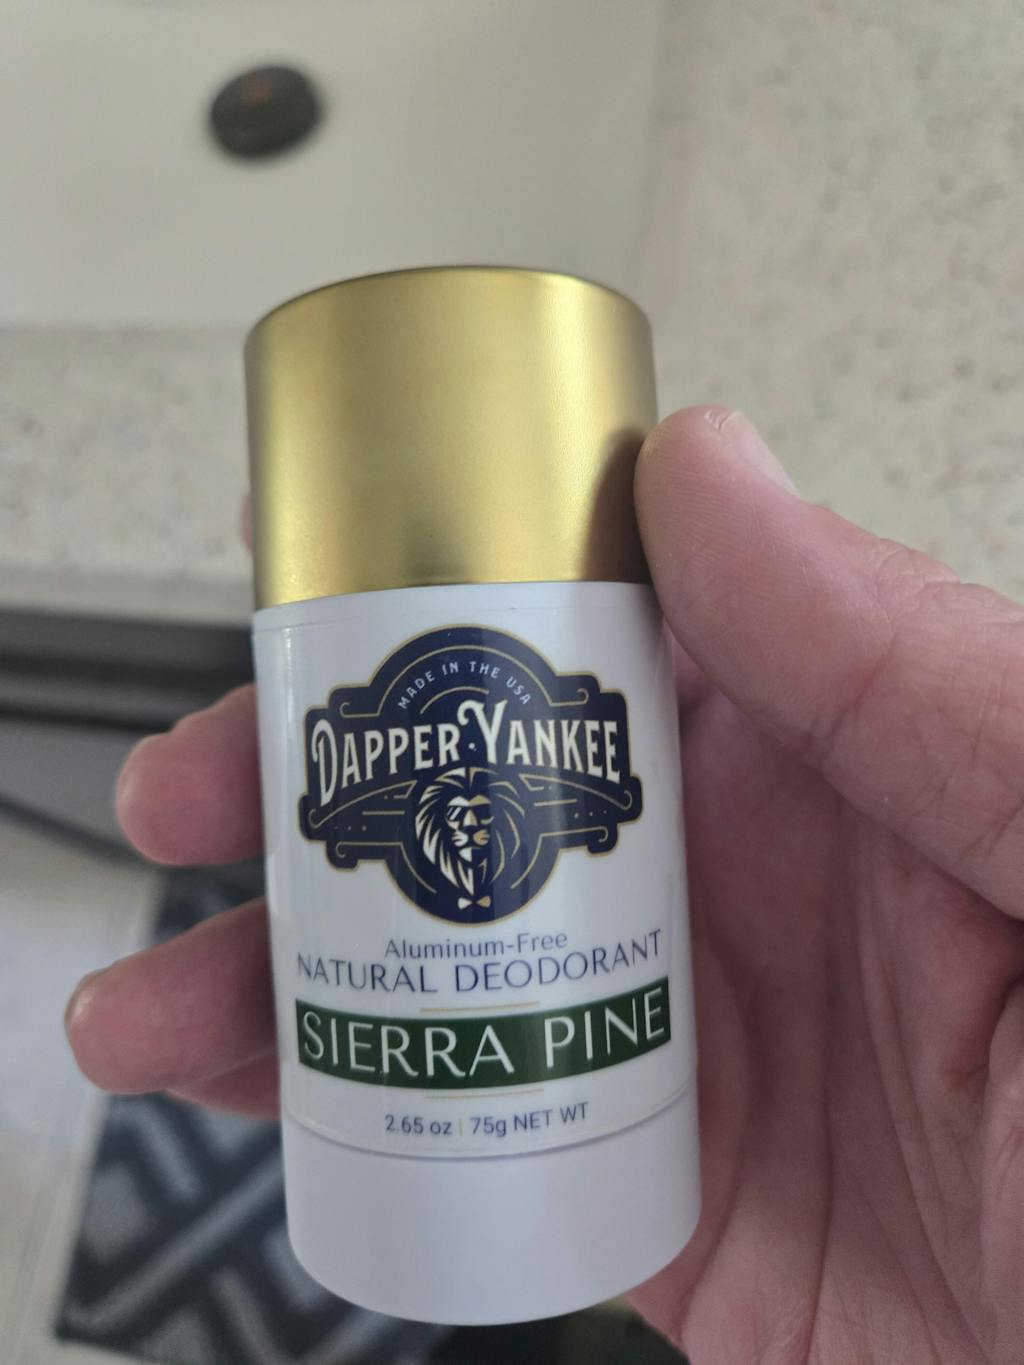 MADE IN THE USA
DAPPER YANKEE
Aluminum-Free
NATURAL DEODORANT
SIERRA PINE
2.65 oz | 75g NET WT